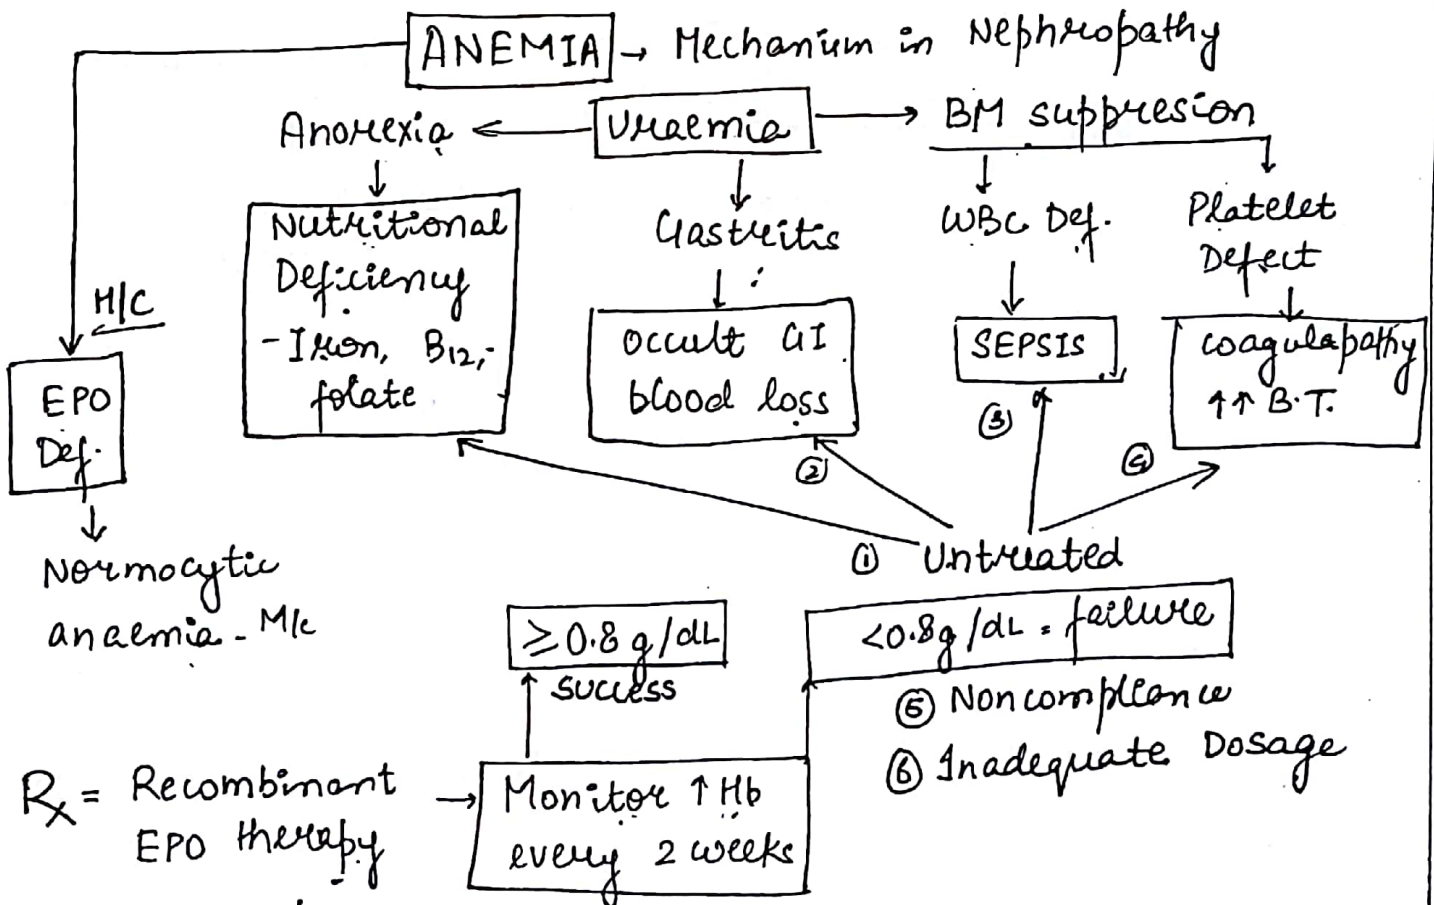 ANEMIA → Mechanism in Nephropathy
Anorexia ← Uraemia → BM suppresion
Nutritional
Deficiency
- Iron, B12,-
folate
Gastritis
occult GI
blood loss
WBC Def.
SEPSIS
Platelet
Defect
coagulapathy
↑↑ B.T.
M/C
EPO
Def.
Normocytic
anaemia - M/c
③
②
④
① Untreated
≥0.8 g/dL
success
<0.8g/dL = failure
⑤ Noncompliance
⑥ Inadequate Dosage
Rx = Recombinant
EPO therapy
→ Monitor ↑ Hb
every 2 weeks